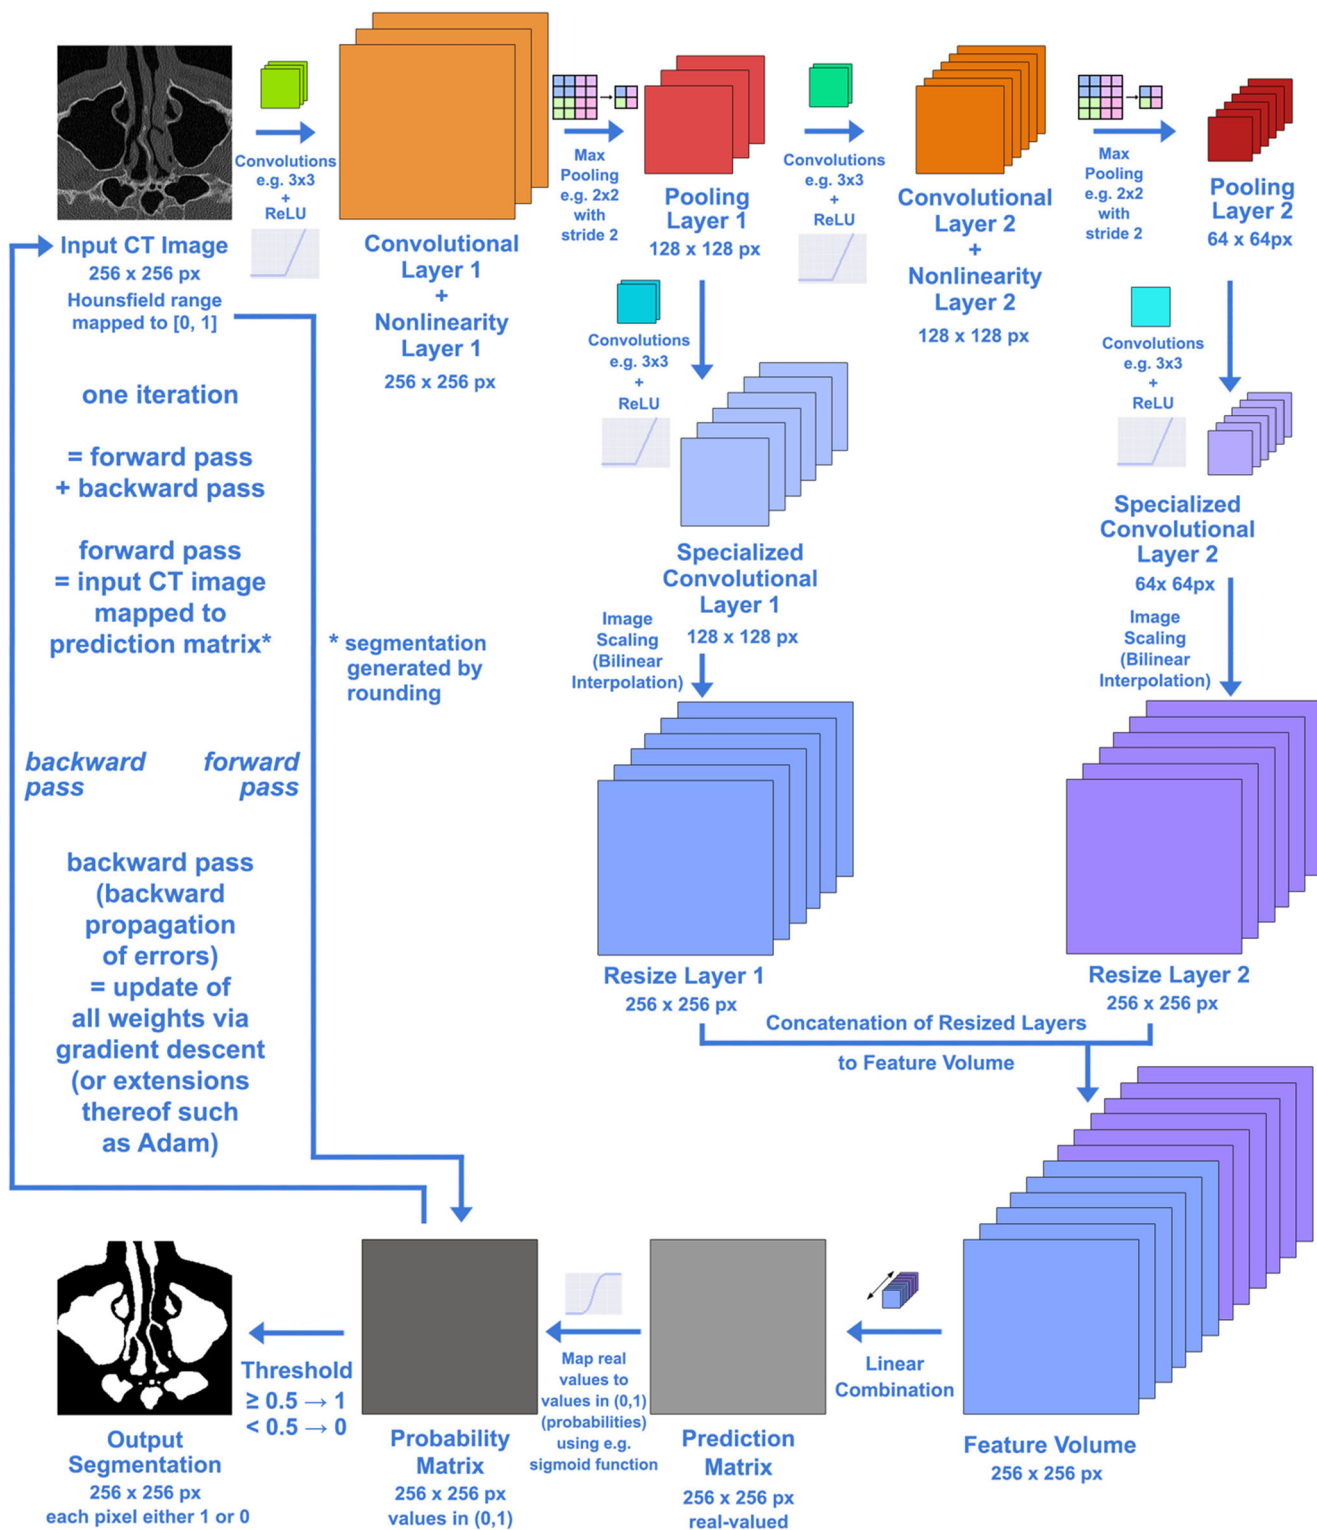 Input CT Image
256 x 256 px
Hounsfield range
mapped to [0, 1]
Convolutions
e.g. 3x3
+
ReLU
Convolutional
Layer 1
+
Nonlinearity
Layer 1
256 x 256 px
Max
Pooling
e.g. 2x2
with
stride 2
Pooling
Layer 1
128 x 128 px
Convolutions
e.g. 3x3
+
ReLU
Convolutional
Layer 2
+
Nonlinearity
Layer 2
128 x 128 px
Max
Pooling
e.g. 2x2
with
stride 2
Pooling
Layer 2
64 x 64px
Convolutions
e.g. 3x3
+
ReLU
Specialized
Convolutional
Layer 1
128 x 128 px
Convolutions
e.g. 3x3
+
ReLU
Specialized
Convolutional
Layer 2
64x 64px
one iteration
= forward pass
+ backward pass
forward pass
= input CT image
mapped to
prediction matrix*
* segmentation
generated by
rounding
backward
pass
forward
pass
backward pass
(backward
propagation
of errors)
= update of
all weights via
gradient descent
(or extensions
thereof such
as Adam)
Image
Scaling
(Bilinear
Interpolation)
Resize Layer 1
256 x 256 px
Image
Scaling
(Bilinear
Interpolation)
Resize Layer 2
256 x 256 px
Concatenation of Resized Layers
to Feature Volume
Feature Volume
256 x 256 px
Linear
Combination
Prediction
Matrix
256 x 256 px
real-valued
Map real
values to
values in (0,1)
(probabilities)
using e.g.
sigmoid function
Probability
Matrix
256 x 256 px
values in (0,1)
Threshold
≥ 0.5 → 1
< 0.5 → 0
Output
Segmentation
256 x 256 px
each pixel either 1 or 0